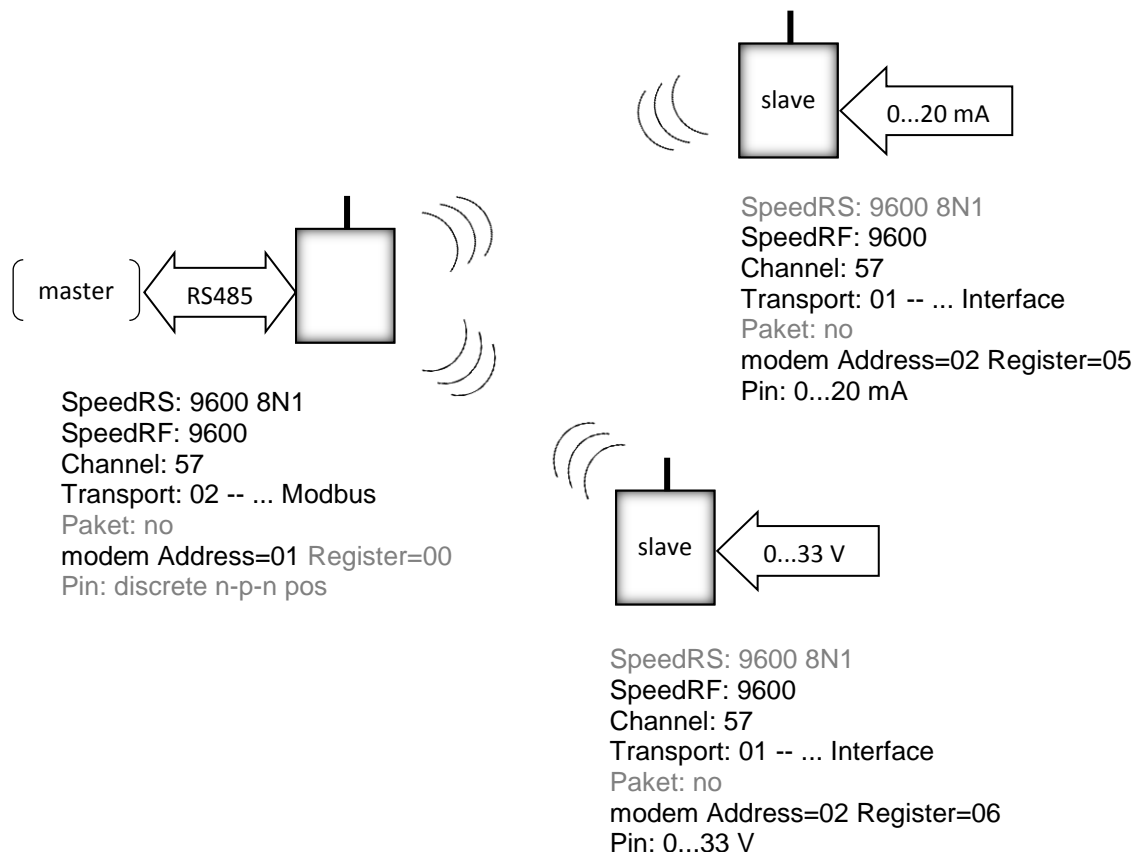 slave
0...20 mA
SpeedRS: 9600 8N1
SpeedRF: 9600
Channel: 57
Transport: 01 -- ... Interface
Paket: no
modem Address=02 Register=05
Pin: 0...20 mA
master
RS485
SpeedRS: 9600 8N1
SpeedRF: 9600
Channel: 57
Transport: 02 -- ... Modbus
Paket: no
modem Address=01 Register=00
Pin: discrete n-p-n pos
slave
0...33 V
SpeedRS: 9600 8N1
SpeedRF: 9600
Channel: 57
Transport: 01 -- ... Interface
Paket: no
modem Address=02 Register=06
Pin: 0...33 V